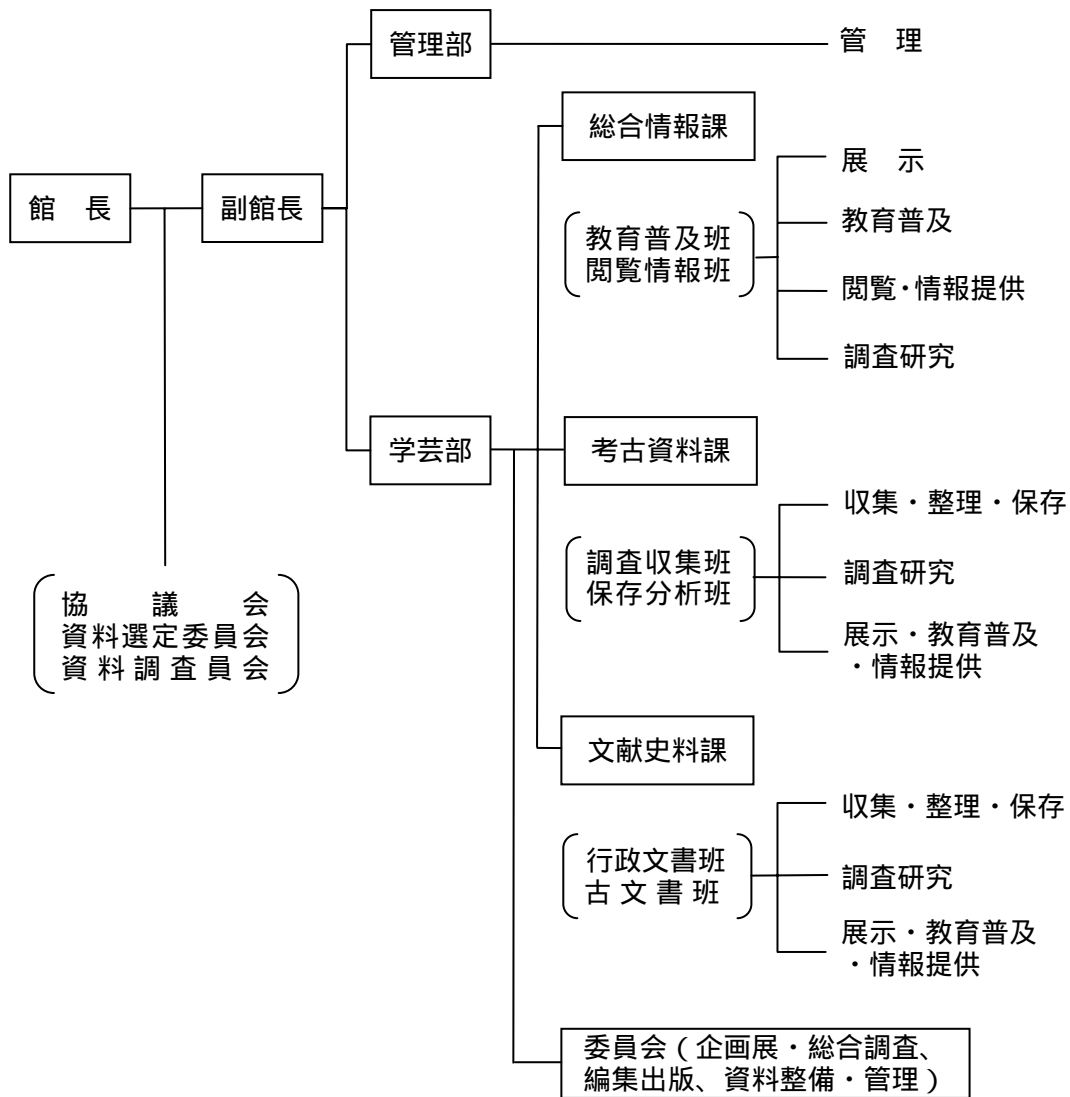 管　理　部
管　理
総合情報課
展　示
館　長
副館長
教育普及班
閲覧情報班
教育普及
閲覧・情報提供
調査研究
学芸部
考古資料課
収集・整理・保存
調査収集班
保存分析班
調査研究
展示・教育普及
・情報提供
協　議　会
資料選定委員会
資料調査員会
文献史料課
収集・整理・保存
行政文書班
古文書班
調査研究
展示・教育普及
・情報提供
委員会（企画展・総合調査、
編集出版、資料整備・管理）